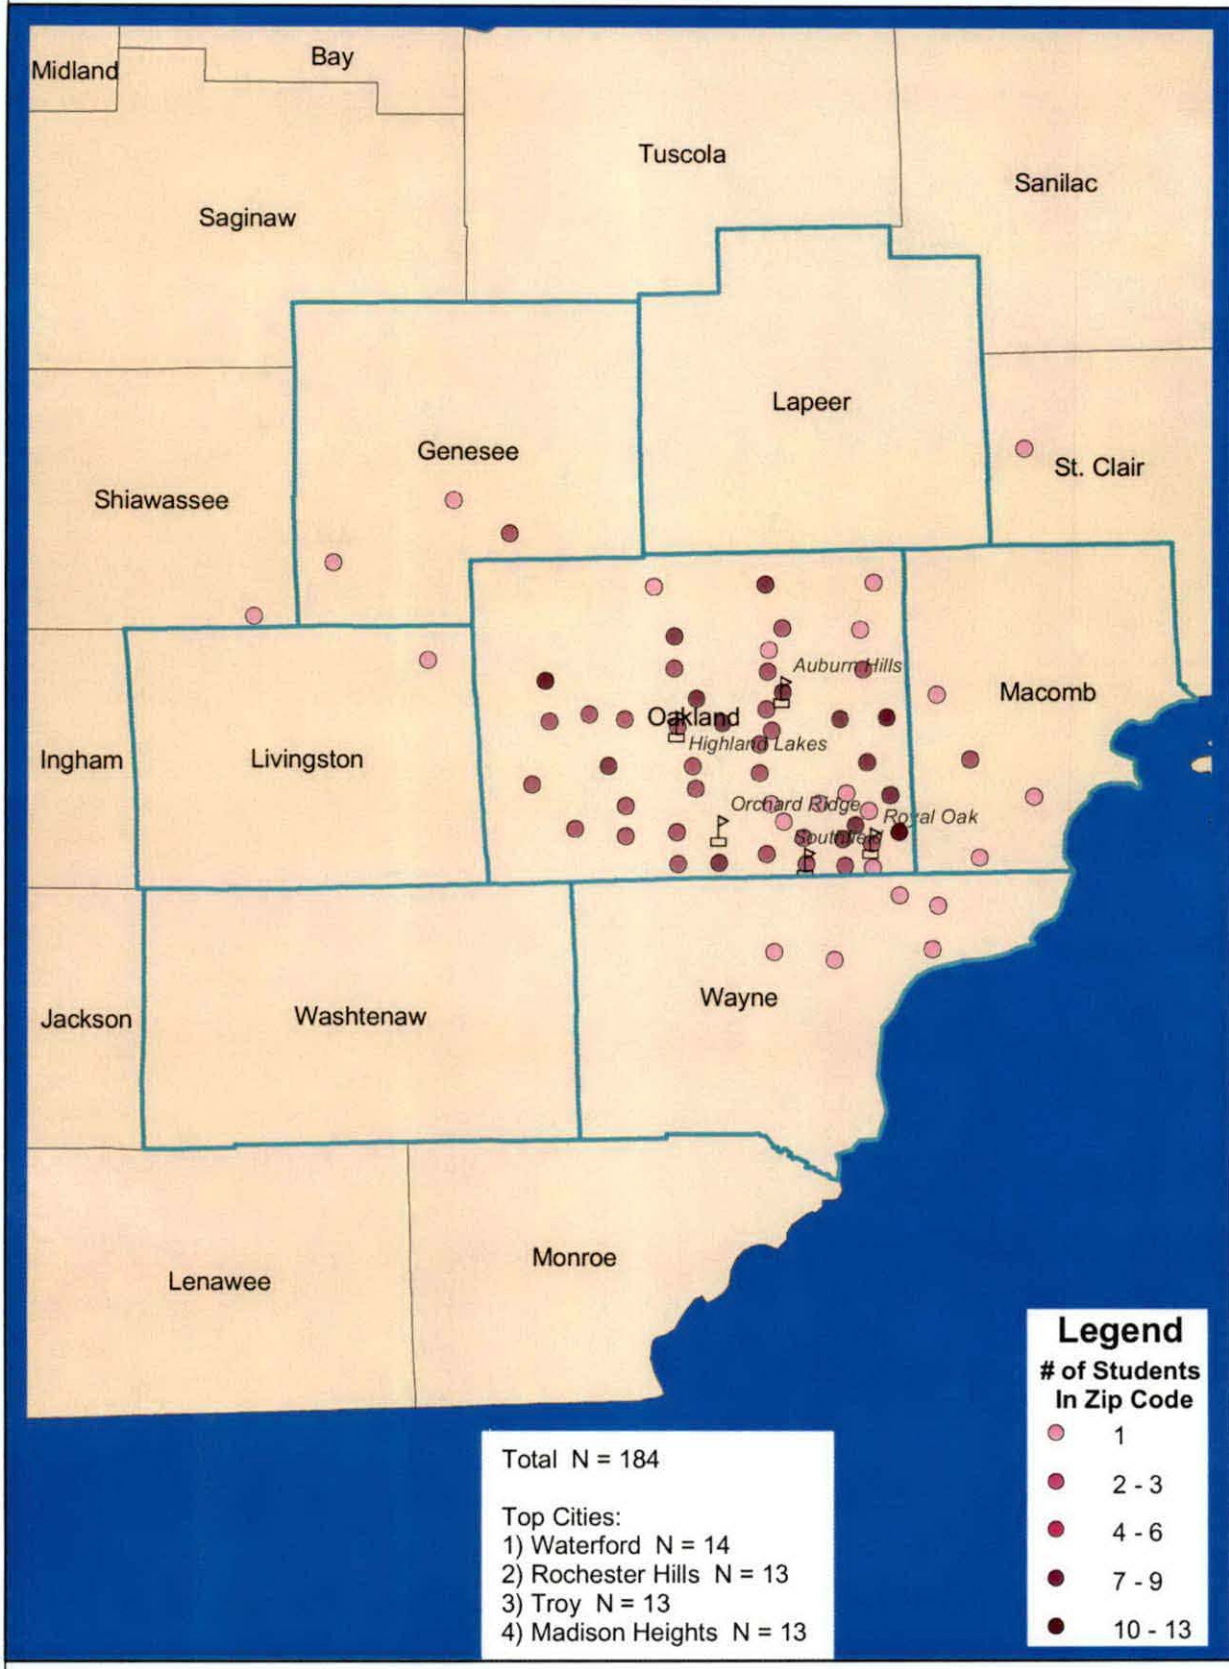 Midland
Bay
Tuscola
Sanilac
Saginaw
Lapeer
Genesee
St. Clair
Shiawassee
Auburn Hills
Macomb
Oakland
Highland Lakes
Ingham
Livingston
Orchard Ridge
Royal Oak
Southfield
Wayne
Jackson
Washtenaw
Monroe
Lenawee
Legend
# of Students
In Zip Code
1
2 - 3
4 - 6
7 - 9
10 - 13
Total N = 184
Top Cities:
1) Waterford N = 14
2) Rochester Hills N = 13
3) Troy N = 13
4) Madison Heights N = 13